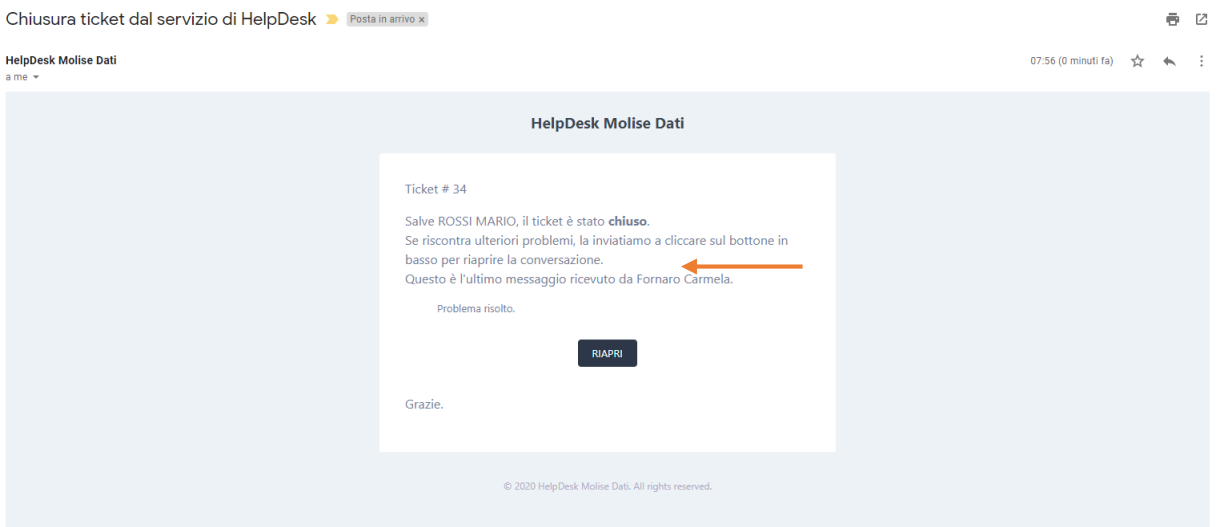 Chiusura ticket dal servizio di HelpDesk Posta in arrivo x
HelpDesk Molise Dati 07:56 (0 minuti fa)
a me
HelpDesk Molise Dati
Ticket # 34
Salve ROSSI MARIO, il ticket è stato chiuso.
Se riscontra ulteriori problemi, la inviatiamo a cliccare sul bottone in
basso per riaprire la conversazione.
Questo è l'ultimo messaggio ricevuto da Fornaro Carmela.
Problema risolto.
RIAPRI
Grazie.
© 2020 HelpDesk Molise Dati. All rights reserved.